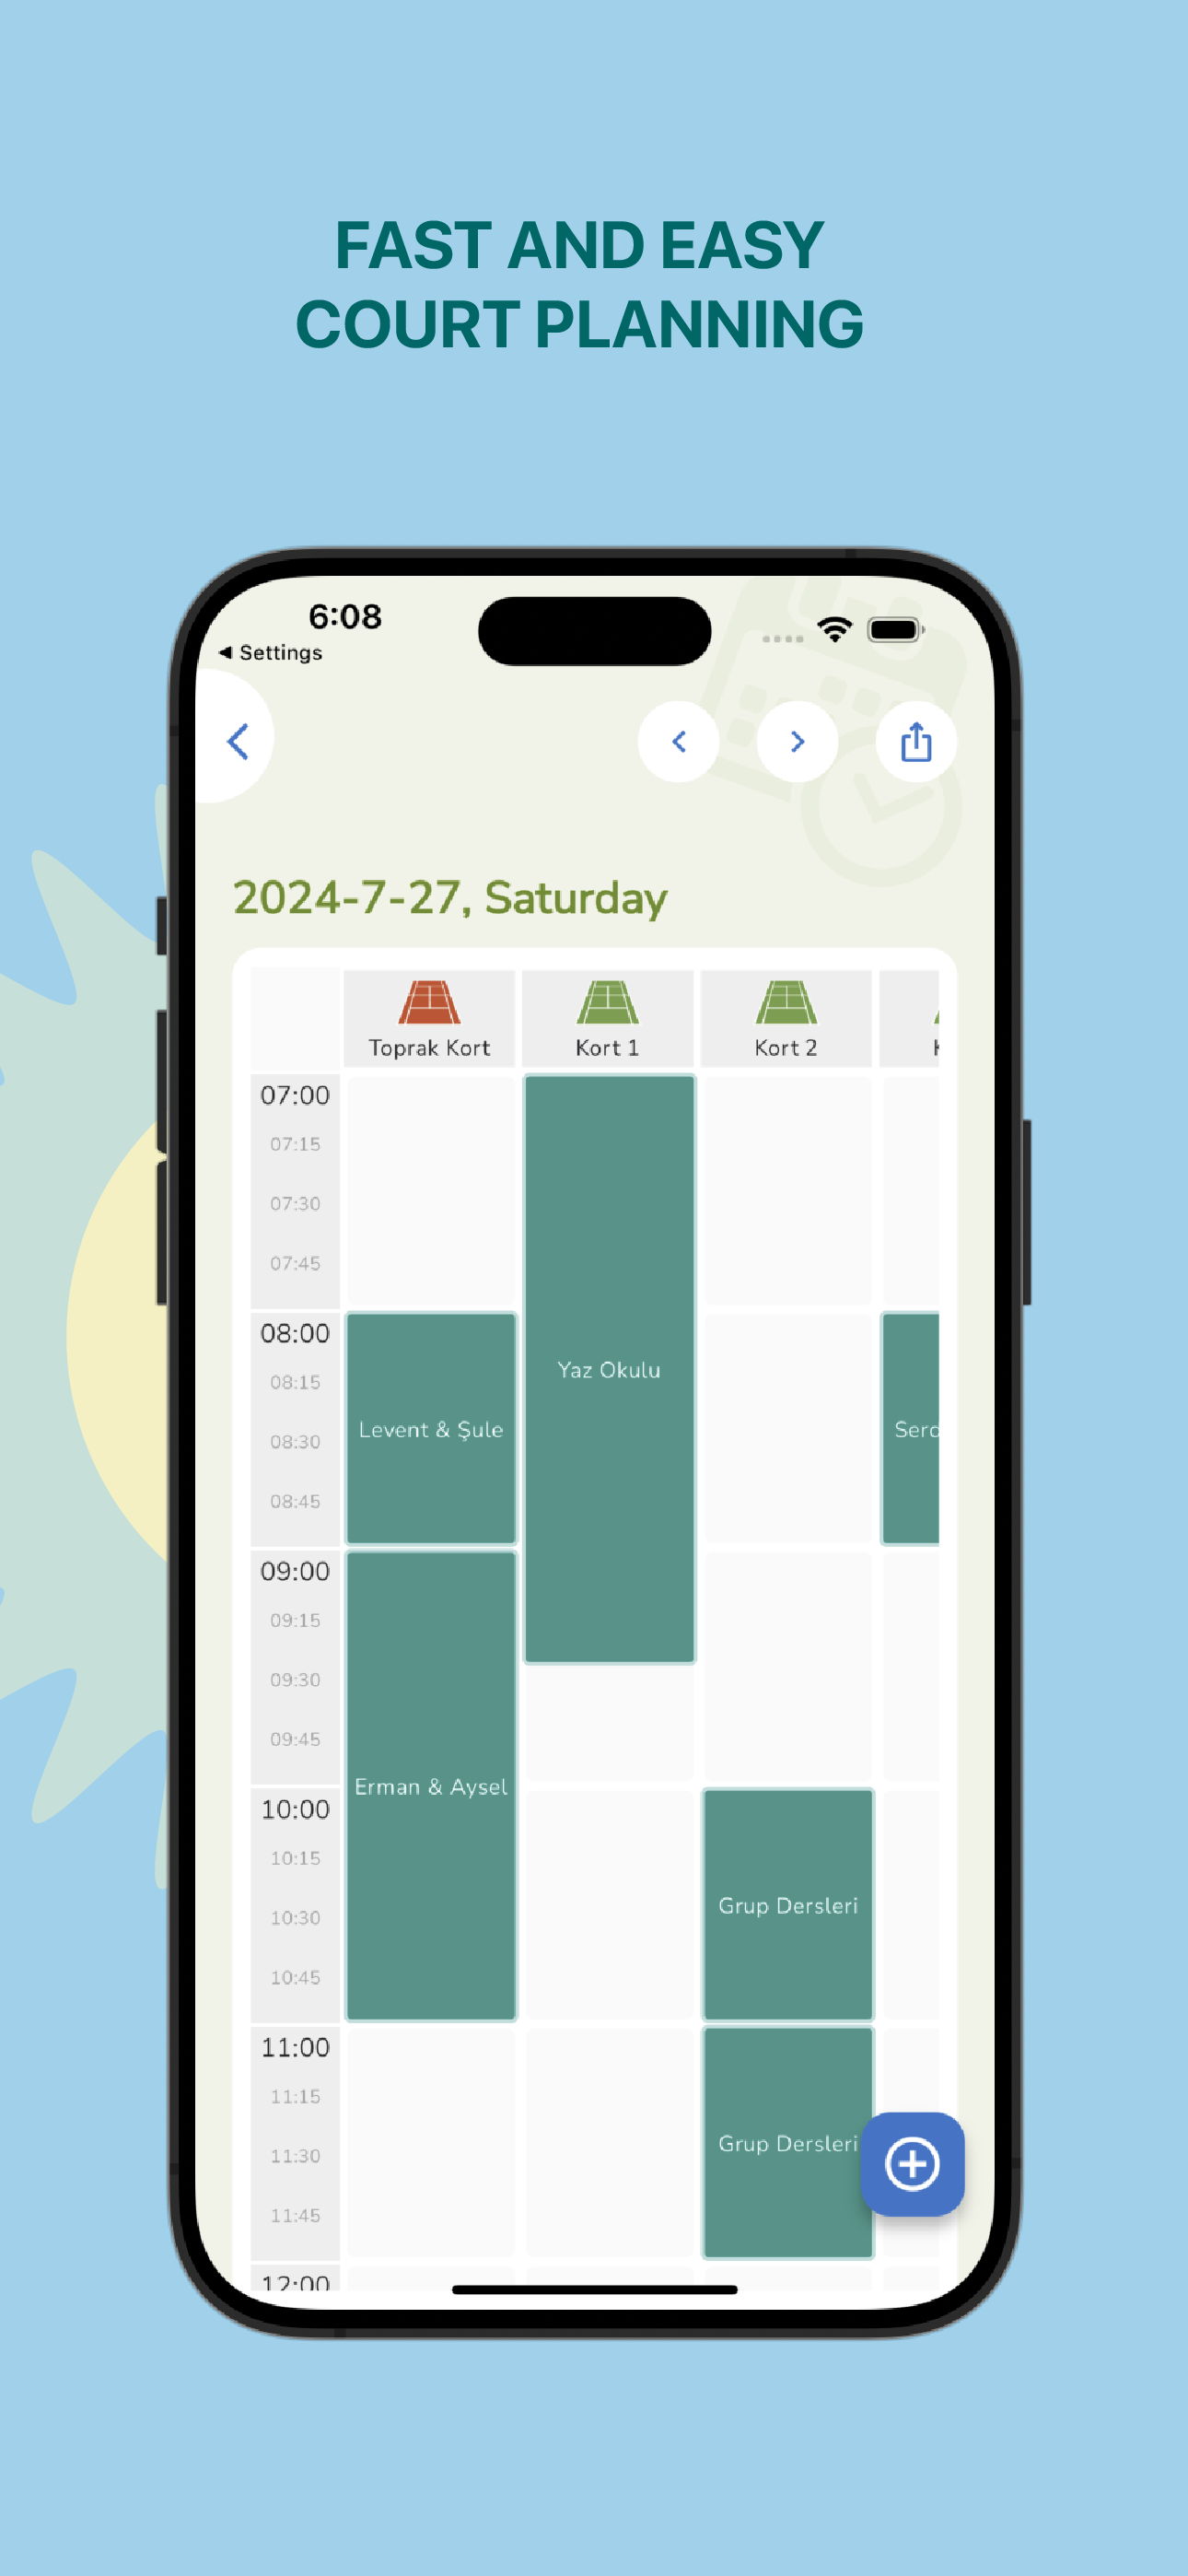 FAST AND EASY
COURT PLANNING
6:08
◀ Settings
2024-7-27, Saturday
Toprak Kort
Kort 1
Kort 2
07:00
07:15
07:30
07:45
08:00
08:15
08:30
08:45
09:00
09:15
09:30
09:45
10:00
10:15
10:30
10:45
11:00
11:15
11:30
11:45
12:00
Yaz Okulu
Levent & Şule
Erman & Aysel
Grup Dersleri
Grup Dersleri